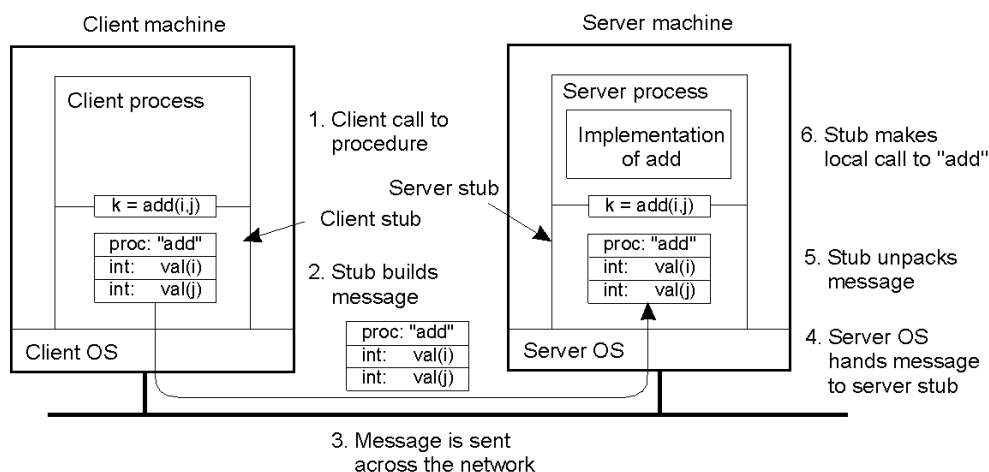 Client machine
Server machine
Client process
1. Client call to
procedure
k = add(i,j)
Client stub
proc: "add"
int: val(i)
int: val(j)
2. Stub builds
message
proc: "add"
int: val(i)
int: val(j)
Client OS
3. Message is sent
across the network
Server process
Implementation
of add
6. Stub makes
local call to "add"
Server stub
k = add(i,j)
proc: "add"
int: val(i)
int: val(j)
5. Stub unpacks
message
Server OS
4. Server OS
hands message
to server stub